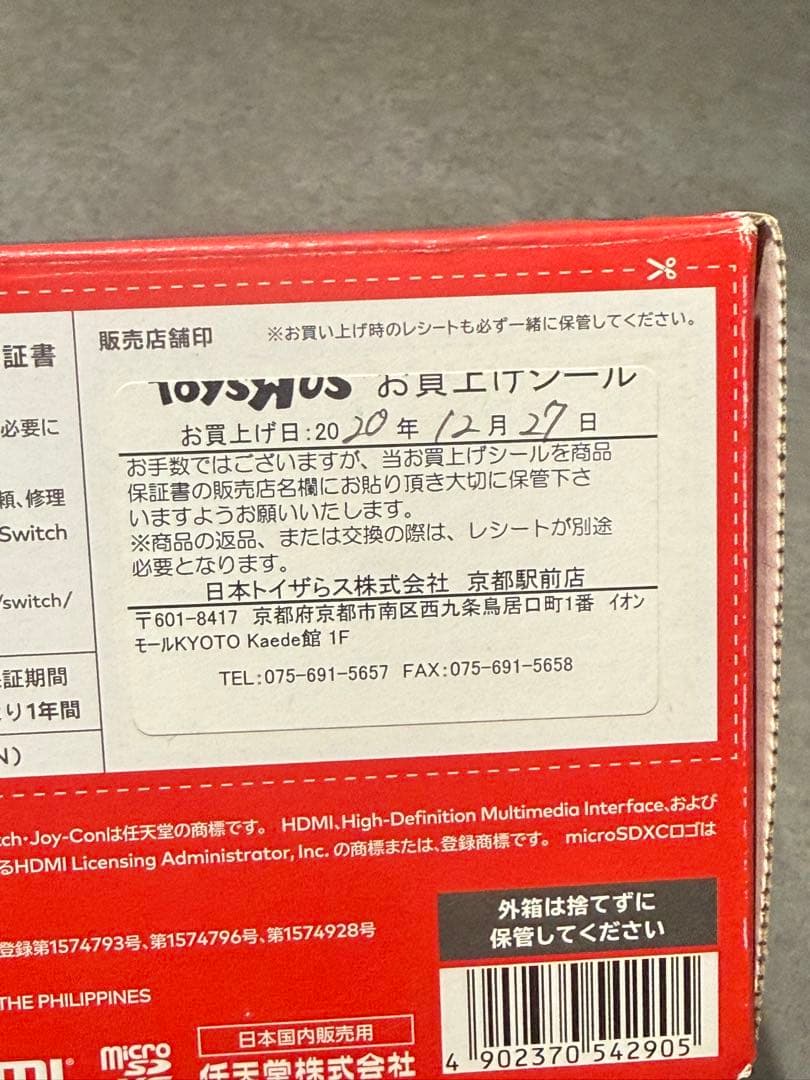 証書
必要に
頼、修理
Switch
/switch/
証期間
より1年間
N)
販売店舗印
※お買い上げ時のレシートも必ず一緒に保管してください。
ToysЯUs お買上げシール
お買上げ日:2020年12月27日
お手数ではございますが、当お買上げシールを商品
保証書の販売店名欄にお貼り頂き大切に保管下さ
いますようお願いいたします。
※商品の返品、または交換の際は、レシートが別途
必要となります。
日本トイザらス株式会社 京都駅前店
〒601-8417 京都府京都市南区西九条鳥居口町1番 イオン
モールKYOTO Kaede館 1F
TEL:075-691-5657 FAX:075-691-5658
tch・Joy-Conは任天堂の商標です。 HDMI、High-Definition Multimedia Interface、および
るHDMI Licensing Administrator, Inc. の商標または、登録商標です。 microSDXCロゴは
登録第1574793号、第1574796号、第1574928号
THE PHILIPPINES
外箱は捨てずに
保管してください
日本国内販売用
任天堂株式会社
MI®
micro
SD
4 902370 542905